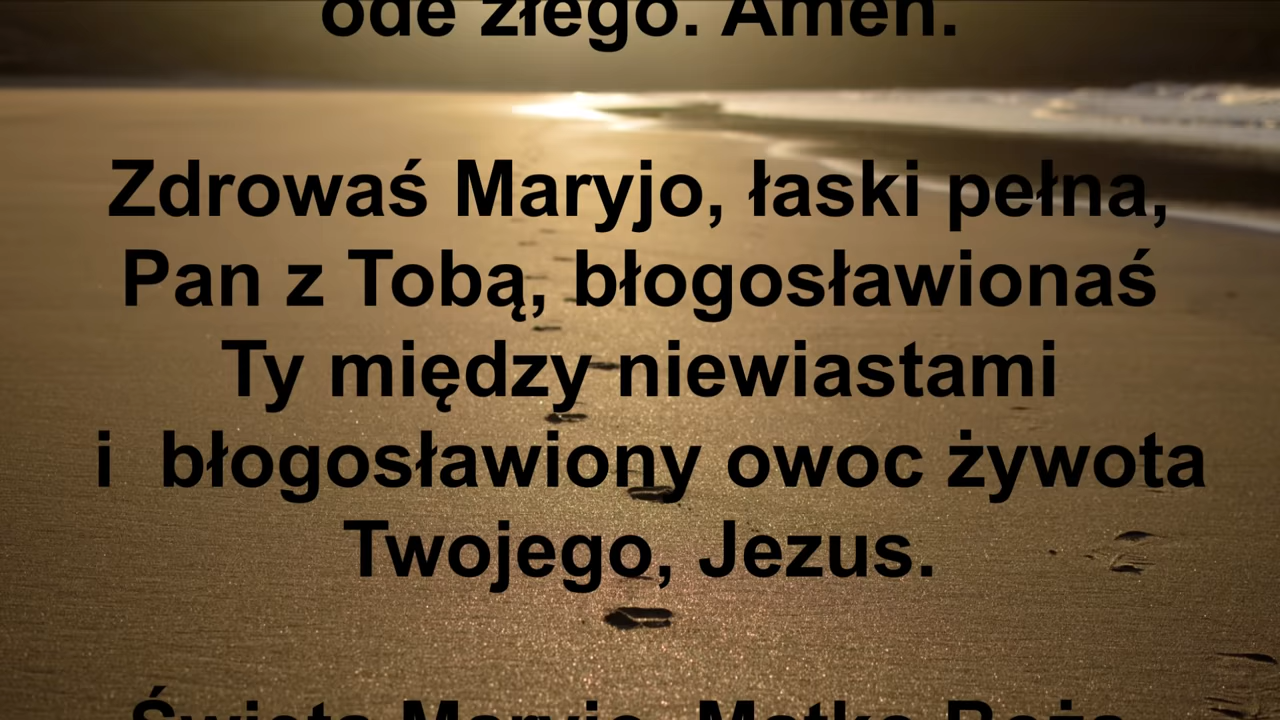 ode złego. Amen.
Zdrowaś Maryjo, łaski pełna,
Pan z Tobą, błogosławionaś
Ty między niewiastami
i błogosławiony owoc żywota
Twojego, Jezus.
Święta Maryjo, Matko Boża